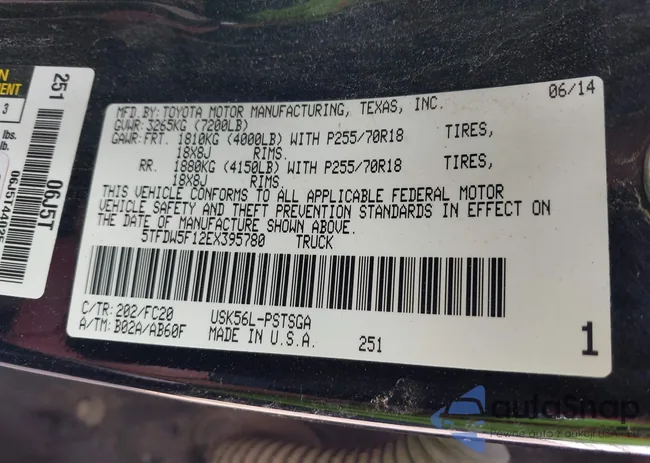 MFD.BY: TOYOTA MOTOR MANUFACTURING, TEXAS, INC. 06/14
GVWR: 3265KG (7200LB)
GAWR: FRT. 1810KG (4000LB) WITH P255/70R18 TIRES,
18X8J RIMS.
RR. 1880KG (4150LB) WITH P255/70R18 TIRES,
18X8J RIMS.
THIS VEHICLE CONFORMS TO ALL APPLICABLE FEDERAL MOTOR
VEHICLE SAFETY AND THEFT PREVENTION STANDARDS IN EFFECT ON
THE DATE OF MANUFACTURE SHOWN ABOVE.
5TFDW5F12EX395780 TRUCK
C/TR: 202/FC20 USK56L-PSTSGA
A/TM: B02A/AB60F MADE IN U.S.A. 251 1
251
06J5T
3
lbs.
lb.
autoSnap